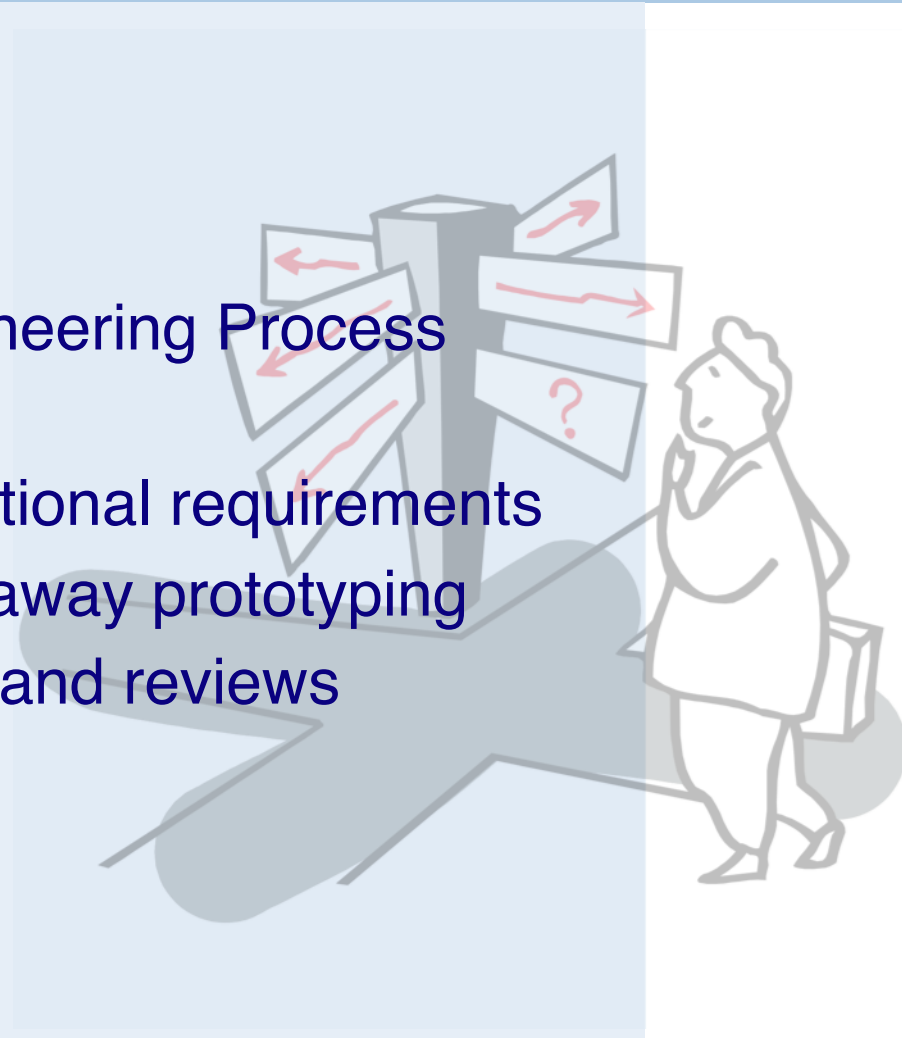 neering Process
tional requirements
away prototyping
and reviews
?